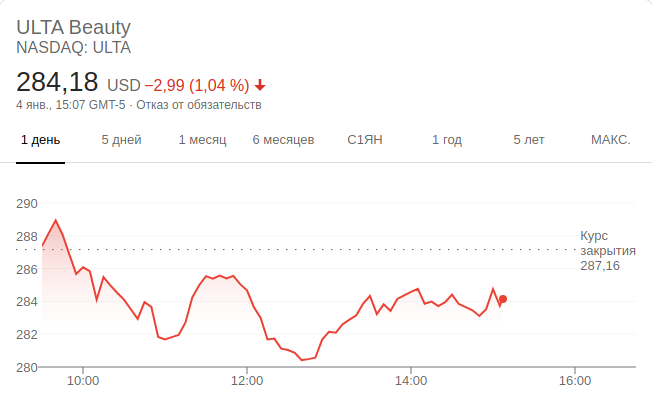 ULTA Beauty
NASDAQ: ULTA
284,18 USD −2,99 (1,04 %)
4 янв., 15:07 GMT-5 · Отказ от обязательств
1 день 5 дней 1 месяц 6 месяцев С1ЯН 1 год 5 лет МАКС.
290
288
286
284
282
280
Курс
закрытия
287,16
10:00 12:00 14:00 16:00